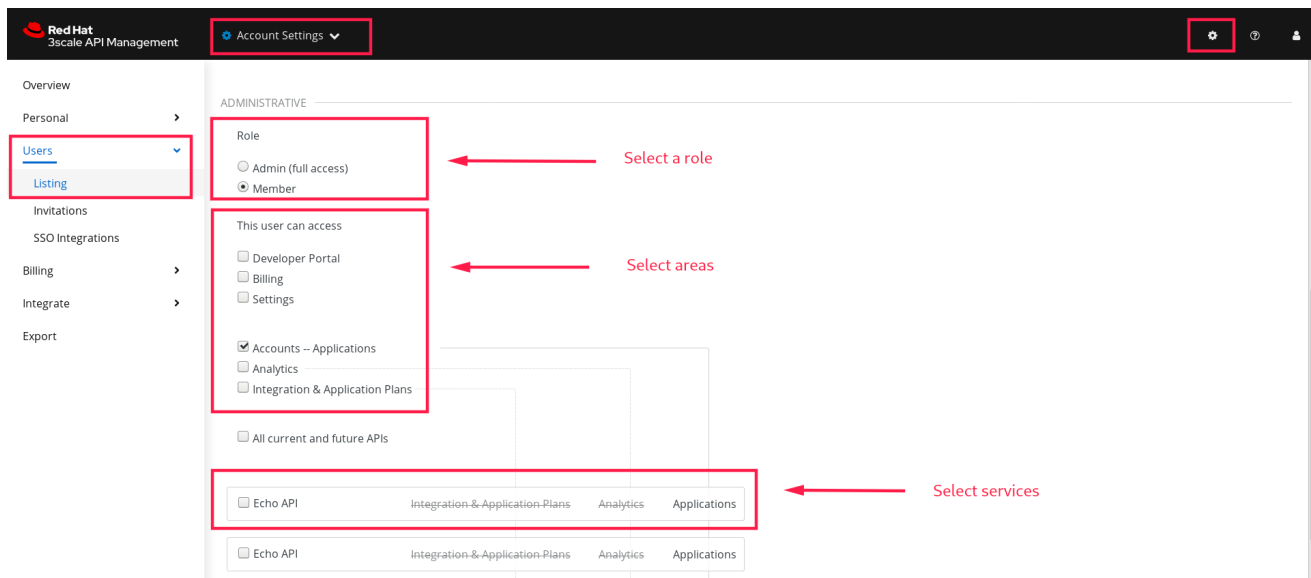 Red Hat
3scale API Management
Account Settings
Overview
Personal
Users
Listing
Invitations
SSO Integrations
Billing
Integrate
Export
ADMINISTRATIVE
Role
Admin (full access)
Member
Select a role
This user can access
Developer Portal
Billing
Settings
Select areas
Accounts -- Applications
Analytics
Integration & Application Plans
All current and future APIs
Echo API Integration & Application Plans Analytics Applications
Select services
Echo API Integration & Application Plans Analytics Applications